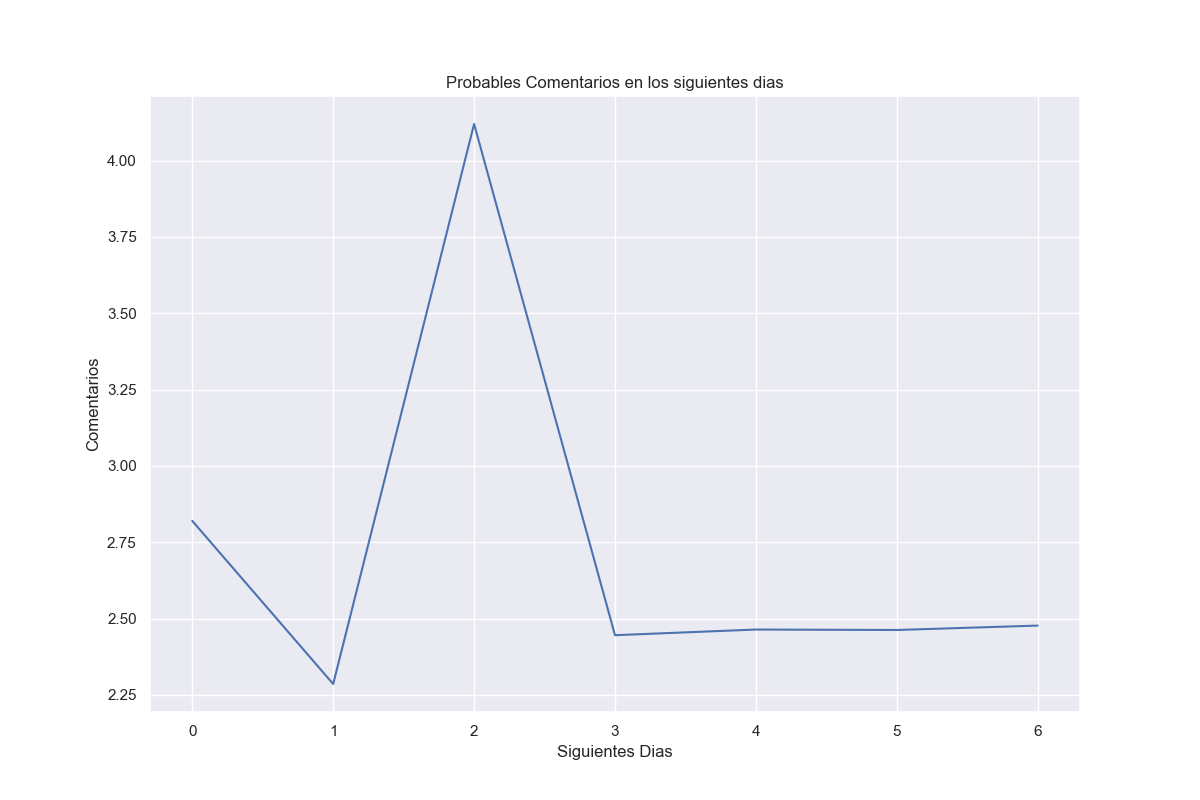 Probables Comentarios en los siguientes dias
4.00
3.75
3.50
3.25
3.00
2.75
2.50
2.25
Comentarios
0 1 2 3 4 5 6
Siguientes Dias